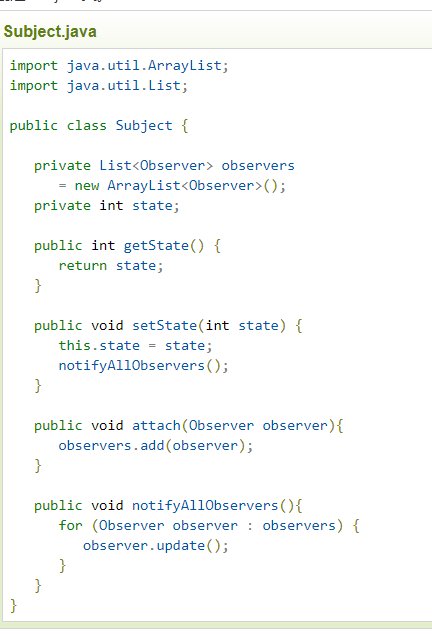 Subject.java
import java.util.ArrayList;
import java.util.List;
public class Subject {
private List<Observer> observers
= new ArrayList<Observer>();
private int state;
public int getState() {
return state;
}
public void setState(int state) {
this.state = state;
notifyAllObservers();
}
public void attach(Observer observer){
observers.add(observer);
}
public void notifyAllObservers(){
for (Observer observer : observers) {
observer.update();
}
}
}